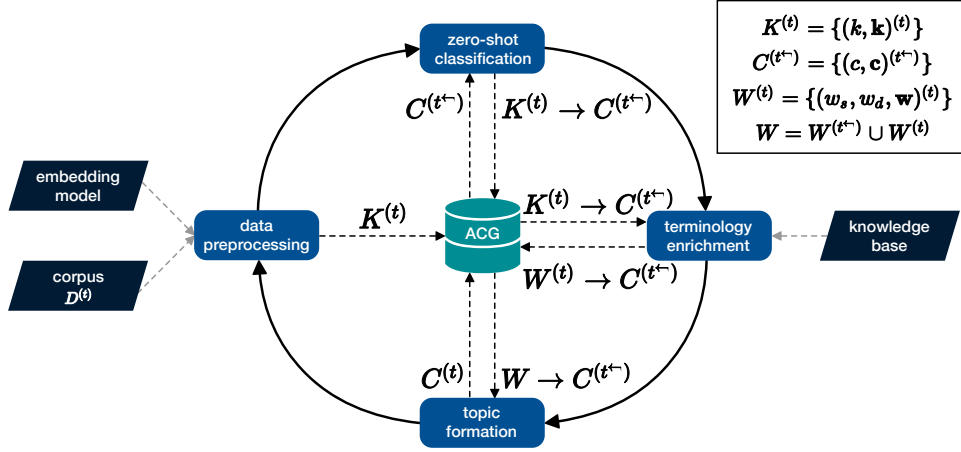 zero-shot
classification
K^(t) = {(k, 𝐤)^(t)}
C^(t←) = {(c, 𝐜)^(t←)}
W^(t) = {(w_s, w_d, 𝐰)^(t)}
W = W^(t←) ∪ W^(t)
C^(t←)
K^(t) → C^(t←)
embedding
model
data
preprocessing
K^(t)
ACG
K^(t) → C^(t←)
W^(t) → C^(t←)
terminology
enrichment
knowledge
base
corpus
D^(t)
C^(t)
W → C^(t←)
topic
formation